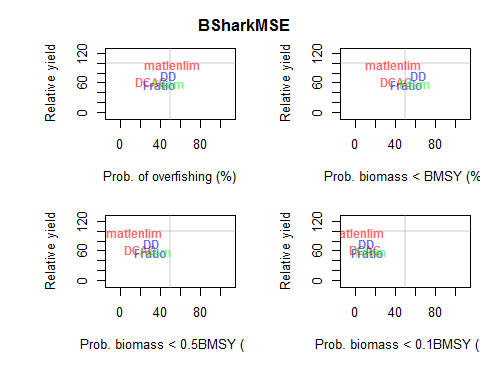 BSharkMSE
Relative yield
0 60 120
matlenlim
DD
DCAC
Fratio
0 40 80
Prob. of overfishing (%)
Relative yield
0 60 120
matlenlim
DD
DCAC
Fratio
0 40 80
Prob. biomass < BMSY (%
Relative yield
0 60 120
matlenlim
DD
DCAC
Fratio
0 40 80
Prob. biomass < 0.5BMSY (
Relative yield
0 60 120
matlenlim
DD
DCAC
Fratio
0 40 80
Prob. biomass < 0.1BMSY (